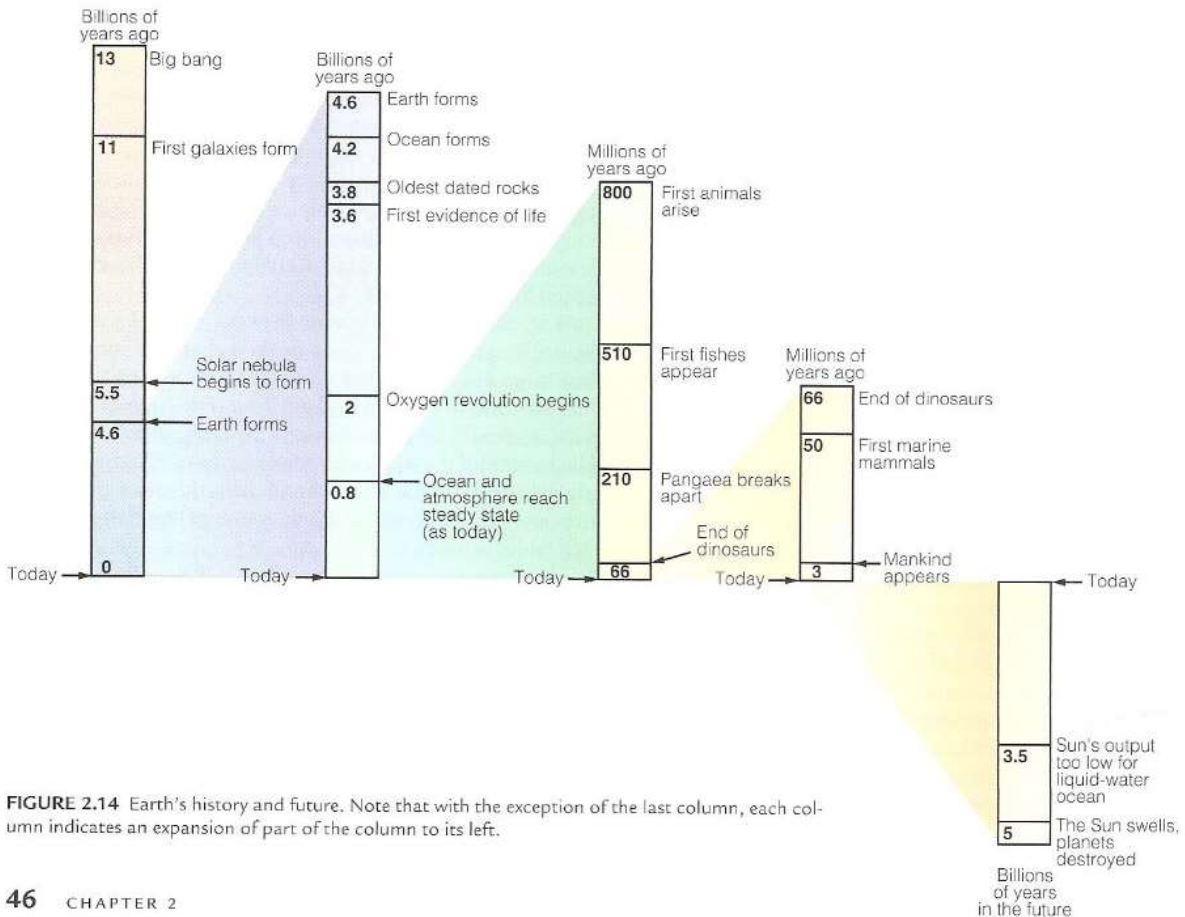 Billions of
years ago
13
Big bang
11
First galaxies form
Solar nebula
begins to form
5.5
Earth forms
4.6
0
Today
Billions of
years ago
4.6
Earth forms
4.2
Ocean forms
3.8
Oldest dated rocks
3.6
First evidence of life
2
Oxygen revolution begins
0.8
Ocean and
atmosphere reach
steady state
(as today)
Today
Millions of
years ago
800
First animals
arise
510
First fishes
appear
210
Pangaea breaks
apart
End of
dinosaurs
66
Today
Millions of
years ago
66
End of dinosaurs
50
First marine
mammals
Mankind
appears
3
Today
Today
3.5
Sun's output
too low for
liquid-water
ocean
5
The Sun swells,
planets
destroyed
Billions
of years
in the future
FIGURE 2.14 Earth's history and future. Note that with the exception of the last column, each col-
umn indicates an expansion of part of the column to its left.
46 CHAPTER 2